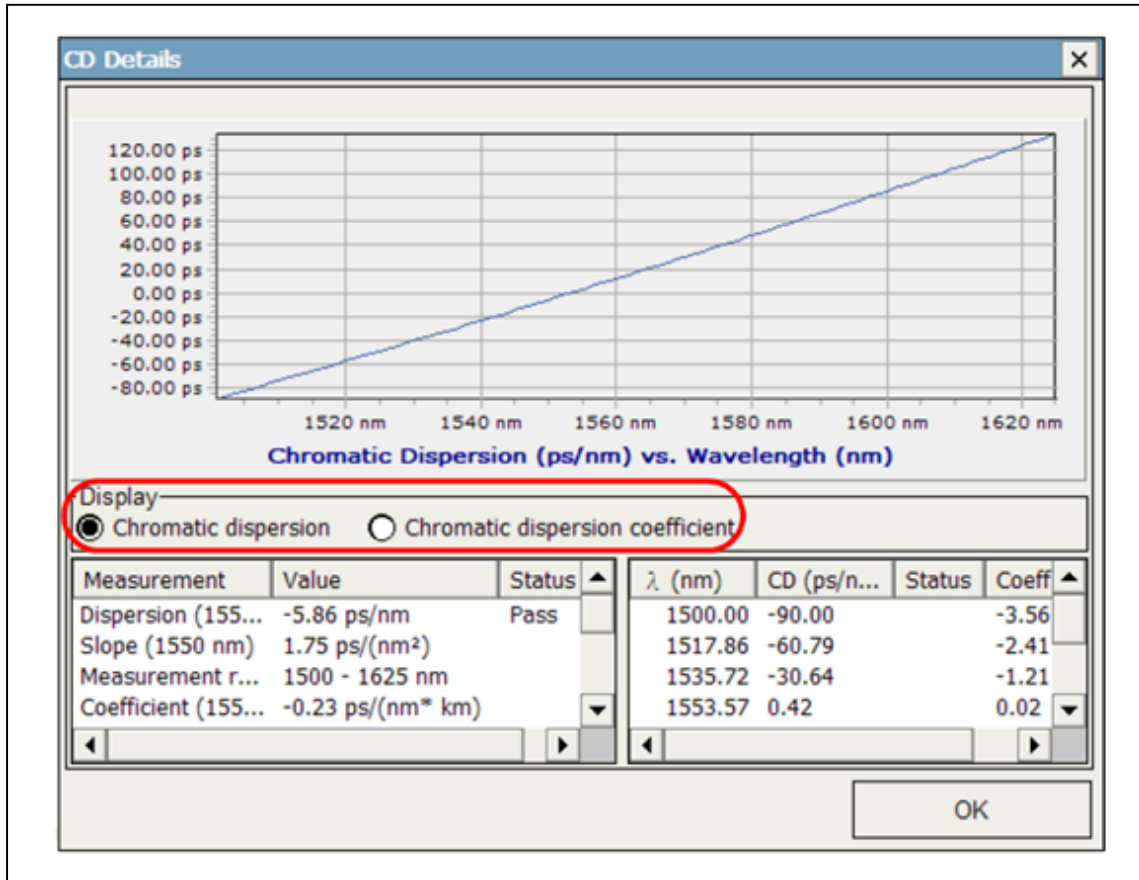 CD Details
120.00 ps
100.00 ps
80.00 ps
60.00 ps
40.00 ps
20.00 ps
0.00 ps
-20.00 ps
-40.00 ps
-60.00 ps
-80.00 ps
1520 nm 1540 nm 1560 nm 1580 nm 1600 nm 1620 nm
Chromatic Dispersion (ps/nm) vs. Wavelength (nm)
Display
Chromatic dispersion Chromatic dispersion coefficient
Measurement Value Status
Dispersion (155... -5.86 ps/nm Pass
Slope (1550 nm) 1.75 ps/(nm²)
Measurement r... 1500 - 1625 nm
Coefficient (155... -0.23 ps/(nm* km)
λ (nm) CD (ps/n... Status Coeff
1500.00 -90.00 -3.56
1517.86 -60.79 -2.41
1535.72 -30.64 -1.21
1553.57 0.42 0.02
OK